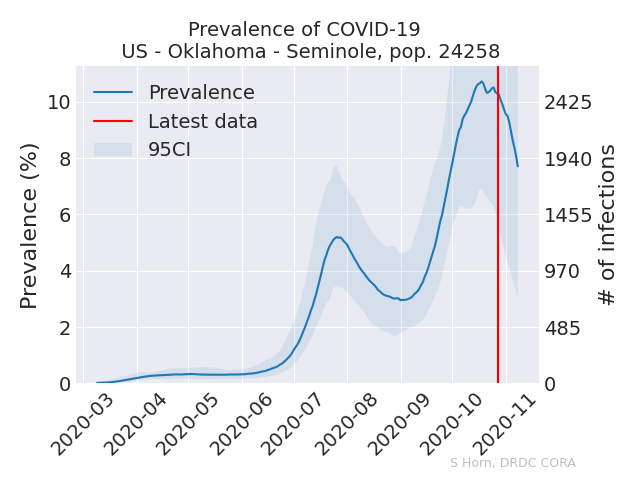 Prevalence of COVID-19
US - Oklahoma - Seminole, pop. 24258
Prevalence
Latest data
95CI
Prevalence (%)
10
8
6
4
2
0
2425
1940
1455
970
485
0
# of infections
2020-03
2020-04
2020-05
2020-06
2020-07
2020-08
2020-09
2020-10
2020-11
S Horn, DRDC CORA